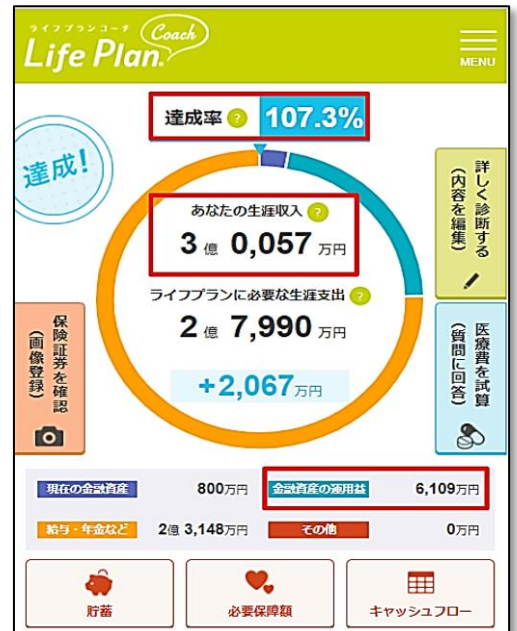 ライフプランコーチ
Coach
Life Plan.
MENU
達成率 ? 107.3%
達成!
あなたの生涯収入 ?
3 億 0,057 万円
ライフプランに必要な生涯支出 ?
2 億 7,990 万円
+2,067万円
詳しく診断する
(内容を編集)
保険証券を確認
(画像登録)
医療費を試算
(質問に回答)
現在の金融資産 800万円 金融資産の運用益 6,109万円
給与・年金など 2億 3,148万円 その他 0万円
貯蓄 必要保障額 キャッシュフロー